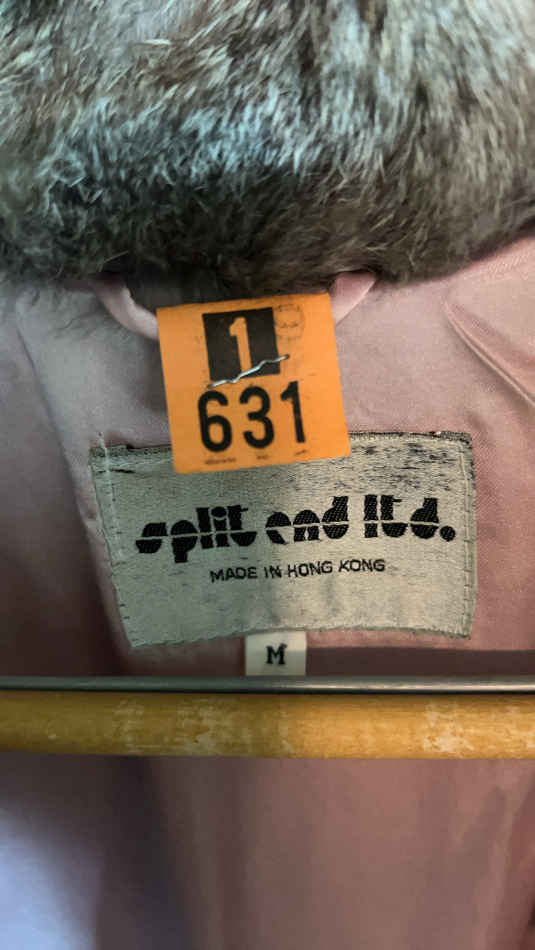 1
631
split end ltd.
MADE IN HONG KONG
M